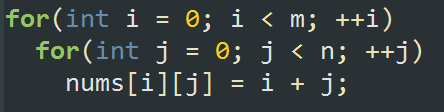 for(int i = 0; i < m; ++i)
  for(int j = 0; j < n; ++j)
    nums[i][j] = i + j;